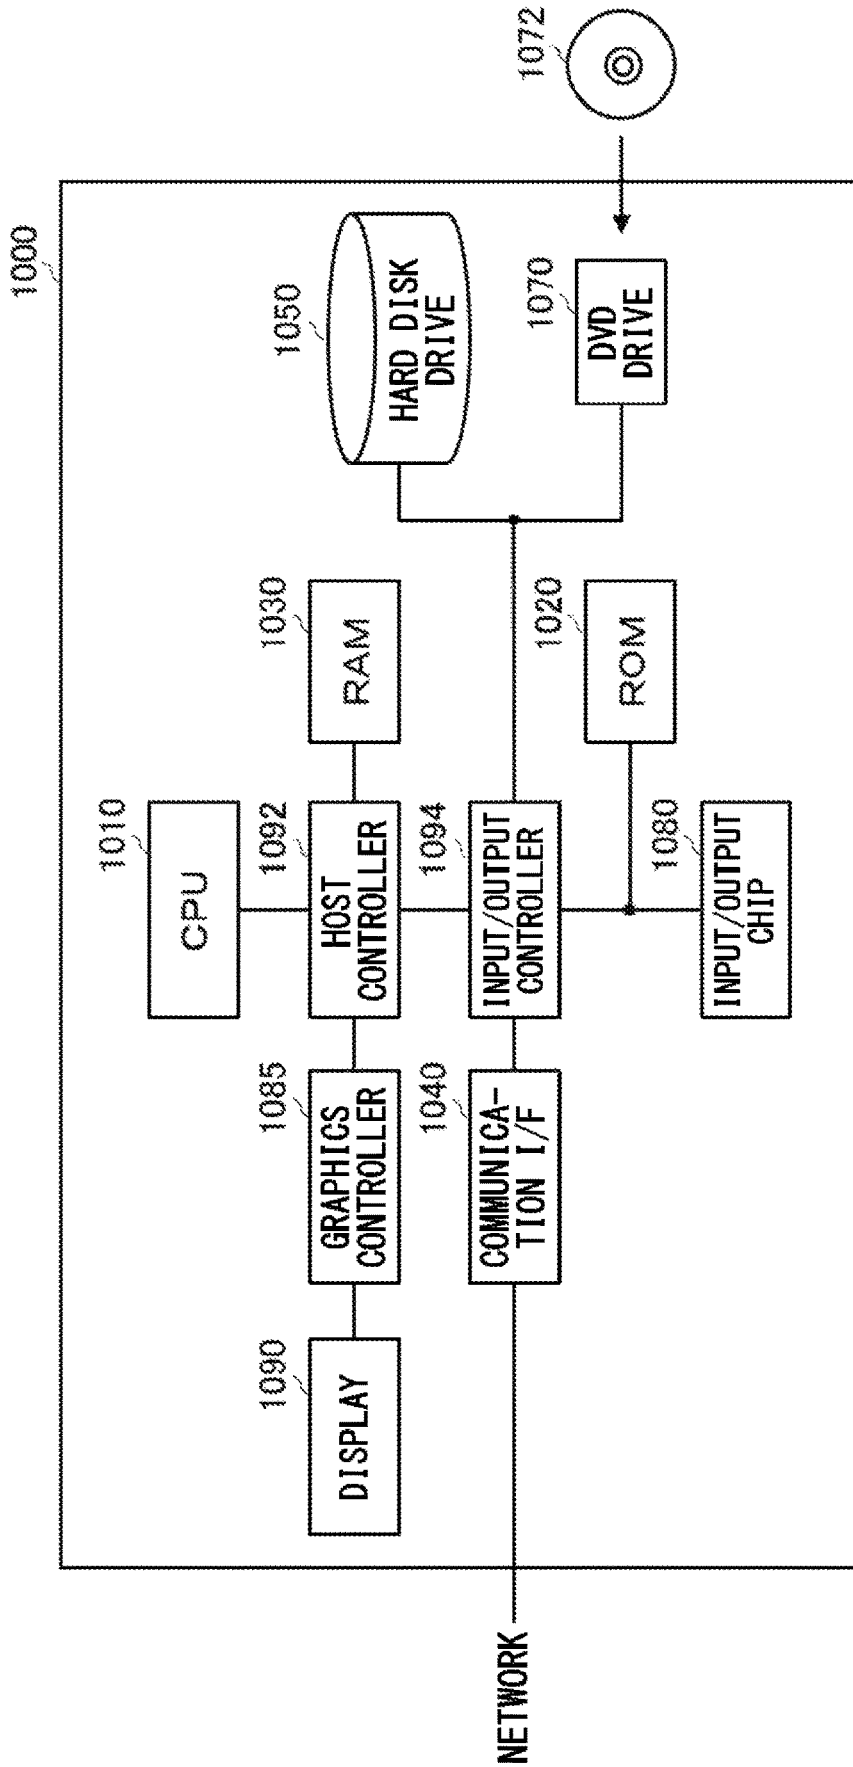 1000
1010
CPU
1090
DISPLAY
1085
GRAPHICS
CONTROLLER
1092
HOST
CONTROLLER
1030
RAM
1050
HARD DISK
DRIVE
NETWORK
1040
COMMUNICA-
TION I/F
1094
INPUT/OUTPUT
CONTROLLER
1020
ROM
1070
DVD
DRIVE
1072
1080
INPUT/OUTPUT
CHIP